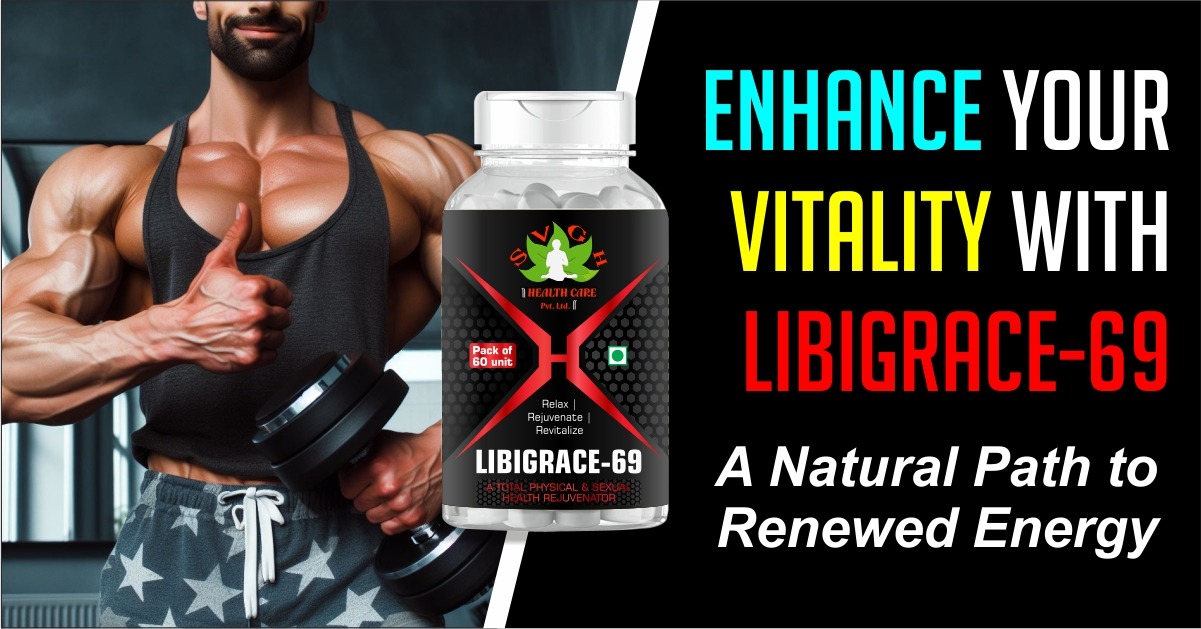 ENHANCE YOUR
VITALITY WITH
LIBIGRACE-69
A Natural Path to
Renewed Energy
SVGH
HEALTH CARE
Pvt. Ltd.
Pack of
60 unit
H
Relax |
Rejuvenate |
Revitalize
LIBIGRACE-69
A TOTAL PHYSICAL & SEXUAL
HEALTH REJUVENATOR